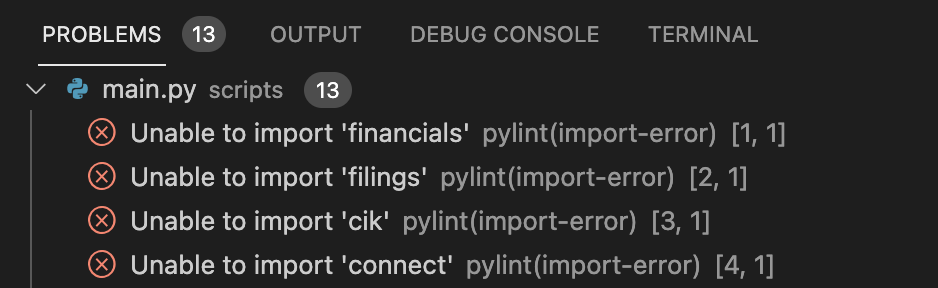 PROBLEMS 13 OUTPUT DEBUG CONSOLE TERMINAL
main.py scripts 13
Unable to import 'financials' pylint(import-error) [1, 1]
Unable to import 'filings' pylint(import-error) [2, 1]
Unable to import 'cik' pylint(import-error) [3, 1]
Unable to import 'connect' pylint(import-error) [4, 1]